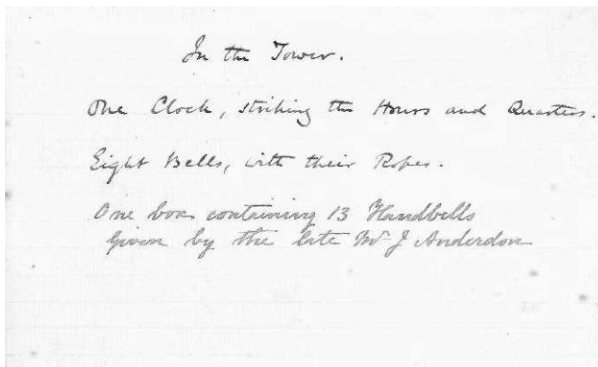 In the Tower.
One Clock, striking the Hours and Quarters.
Eight Bells, with their Ropes.
One box containing 13 Handbells
Given by the late Mr J Anderdon